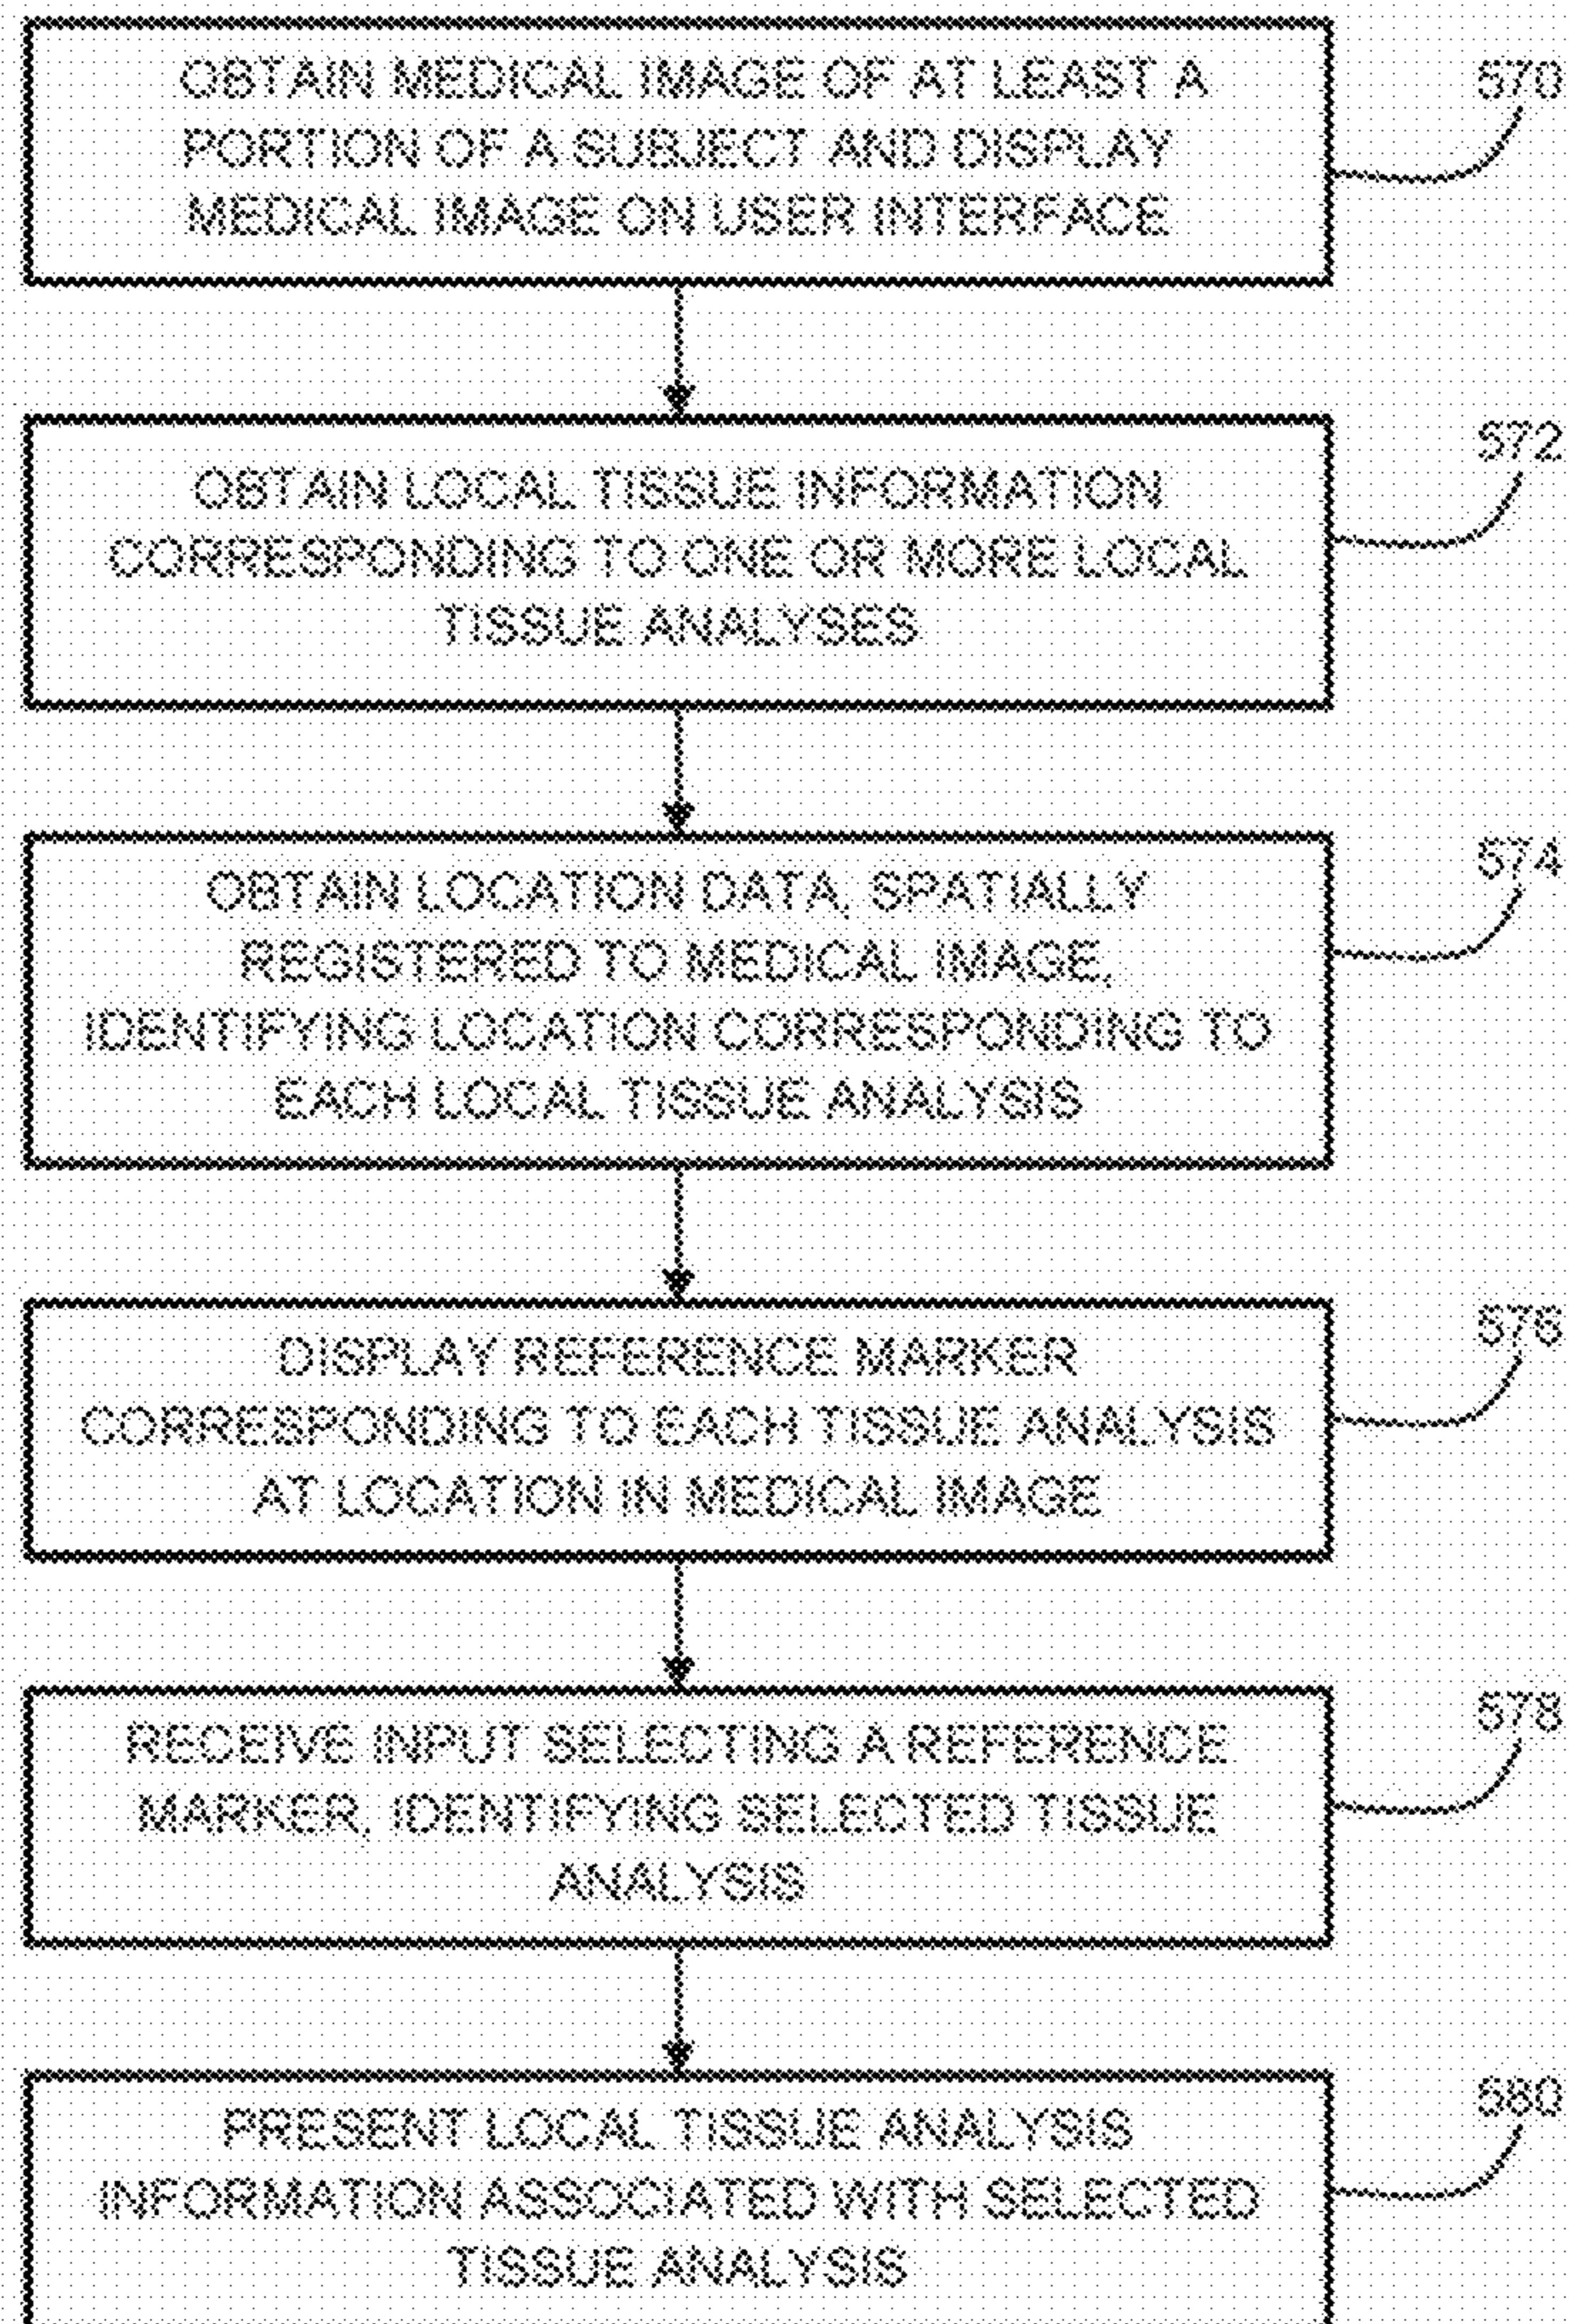 OBTAIN MEDICAL IMAGE OF AT LEAST A
PORTION OF A SUBJECT AND DISPLAY
MEDICAL IMAGE ON USER INTERFACE
570
OBTAIN LOCAL TISSUE INFORMATION
CORRESPONDING TO ONE OR MORE LOCAL
TISSUE ANALYSES
572
OBTAIN LOCATION DATA, SPATIALLY
REGISTERED TO MEDICAL IMAGE,
IDENTIFYING LOCATION CORRESPONDING TO
EACH LOCAL TISSUE ANALYSIS
574
DISPLAY REFERENCE MARKER
CORRESPONDING TO EACH TISSUE ANALYSIS
AT LOCATION IN MEDICAL IMAGE
576
RECEIVE INPUT SELECTING A REFERENCE
MARKER, IDENTIFYING SELECTED TISSUE
ANALYSIS
578
PRESENT LOCAL TISSUE ANALYSIS
INFORMATION ASSOCIATED WITH SELECTED
TISSUE ANALYSIS
580